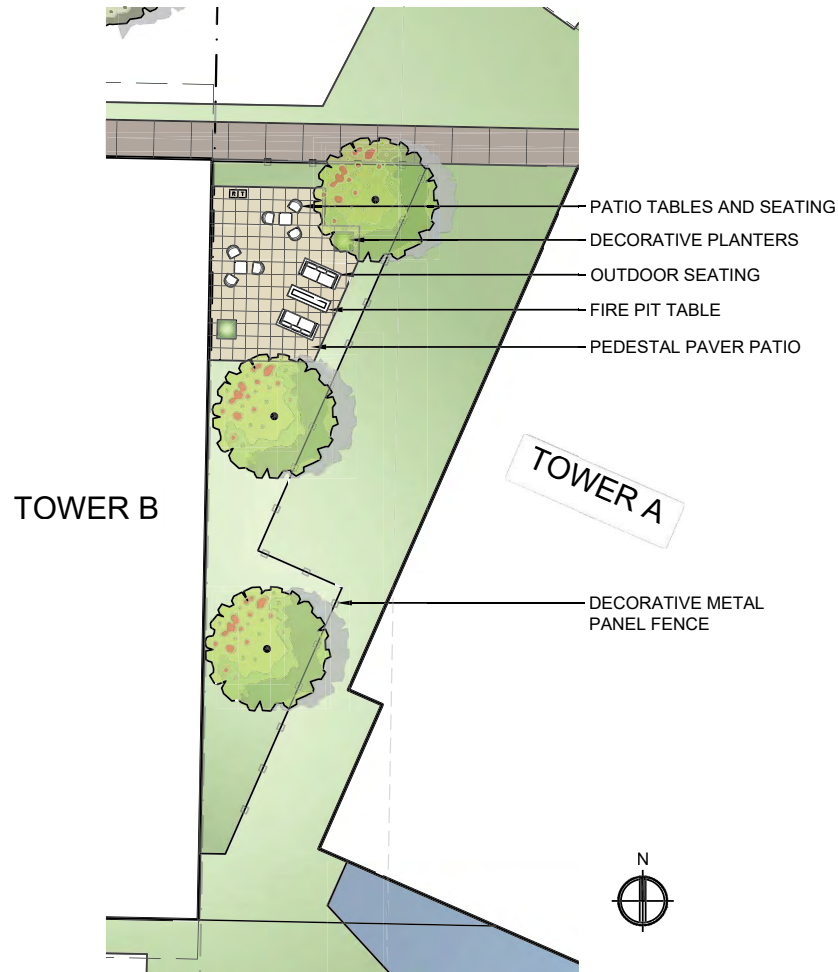 R T
PATIO TABLES AND SEATING
DECORATIVE PLANTERS
OUTDOOR SEATING
FIRE PIT TABLE
PEDESTAL PAVER PATIO
TOWER B
TOWER A
DECORATIVE METAL
PANEL FENCE
N